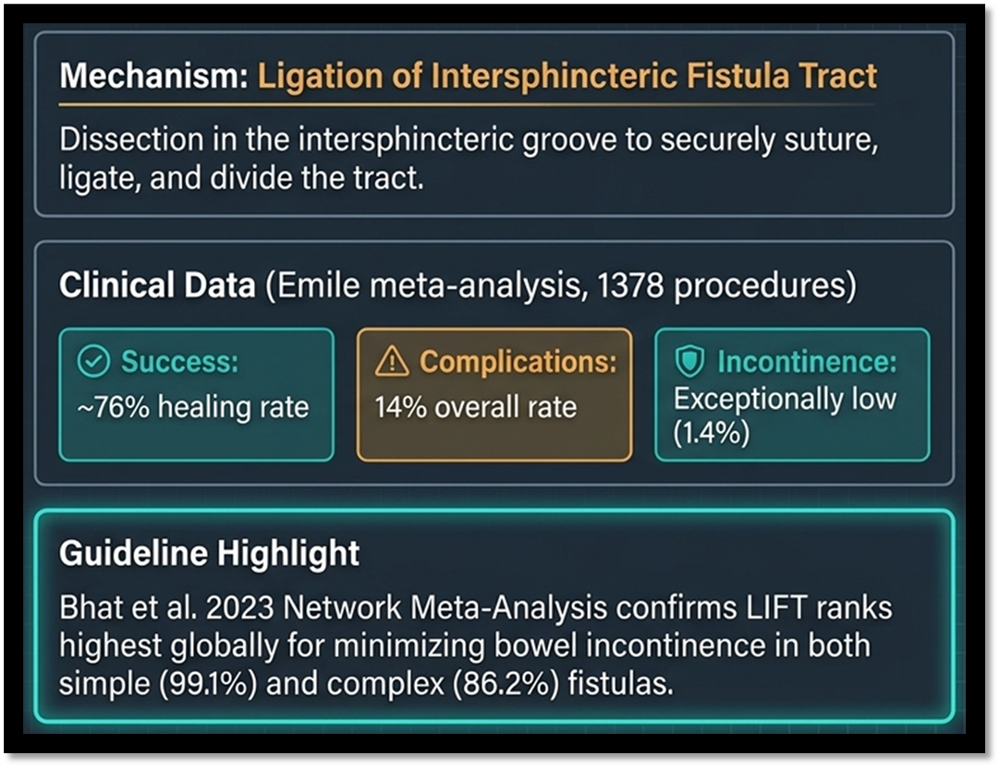 Mechanism: Ligation of Intersphincteric Fistula Tract
Dissection in the intersphincteric groove to securely suture,
ligate, and divide the tract.
Clinical Data (Emile meta-analysis, 1378 procedures)
Success:
~76% healing rate
Complications:
14% overall rate
Incontinence:
Exceptionally low
(1.4%)
Guideline Highlight
Bhat et al. 2023 Network Meta-Analysis confirms LIFT ranks
highest globally for minimizing bowel incontinence in both
simple (99.1%) and complex (86.2%) fistulas.